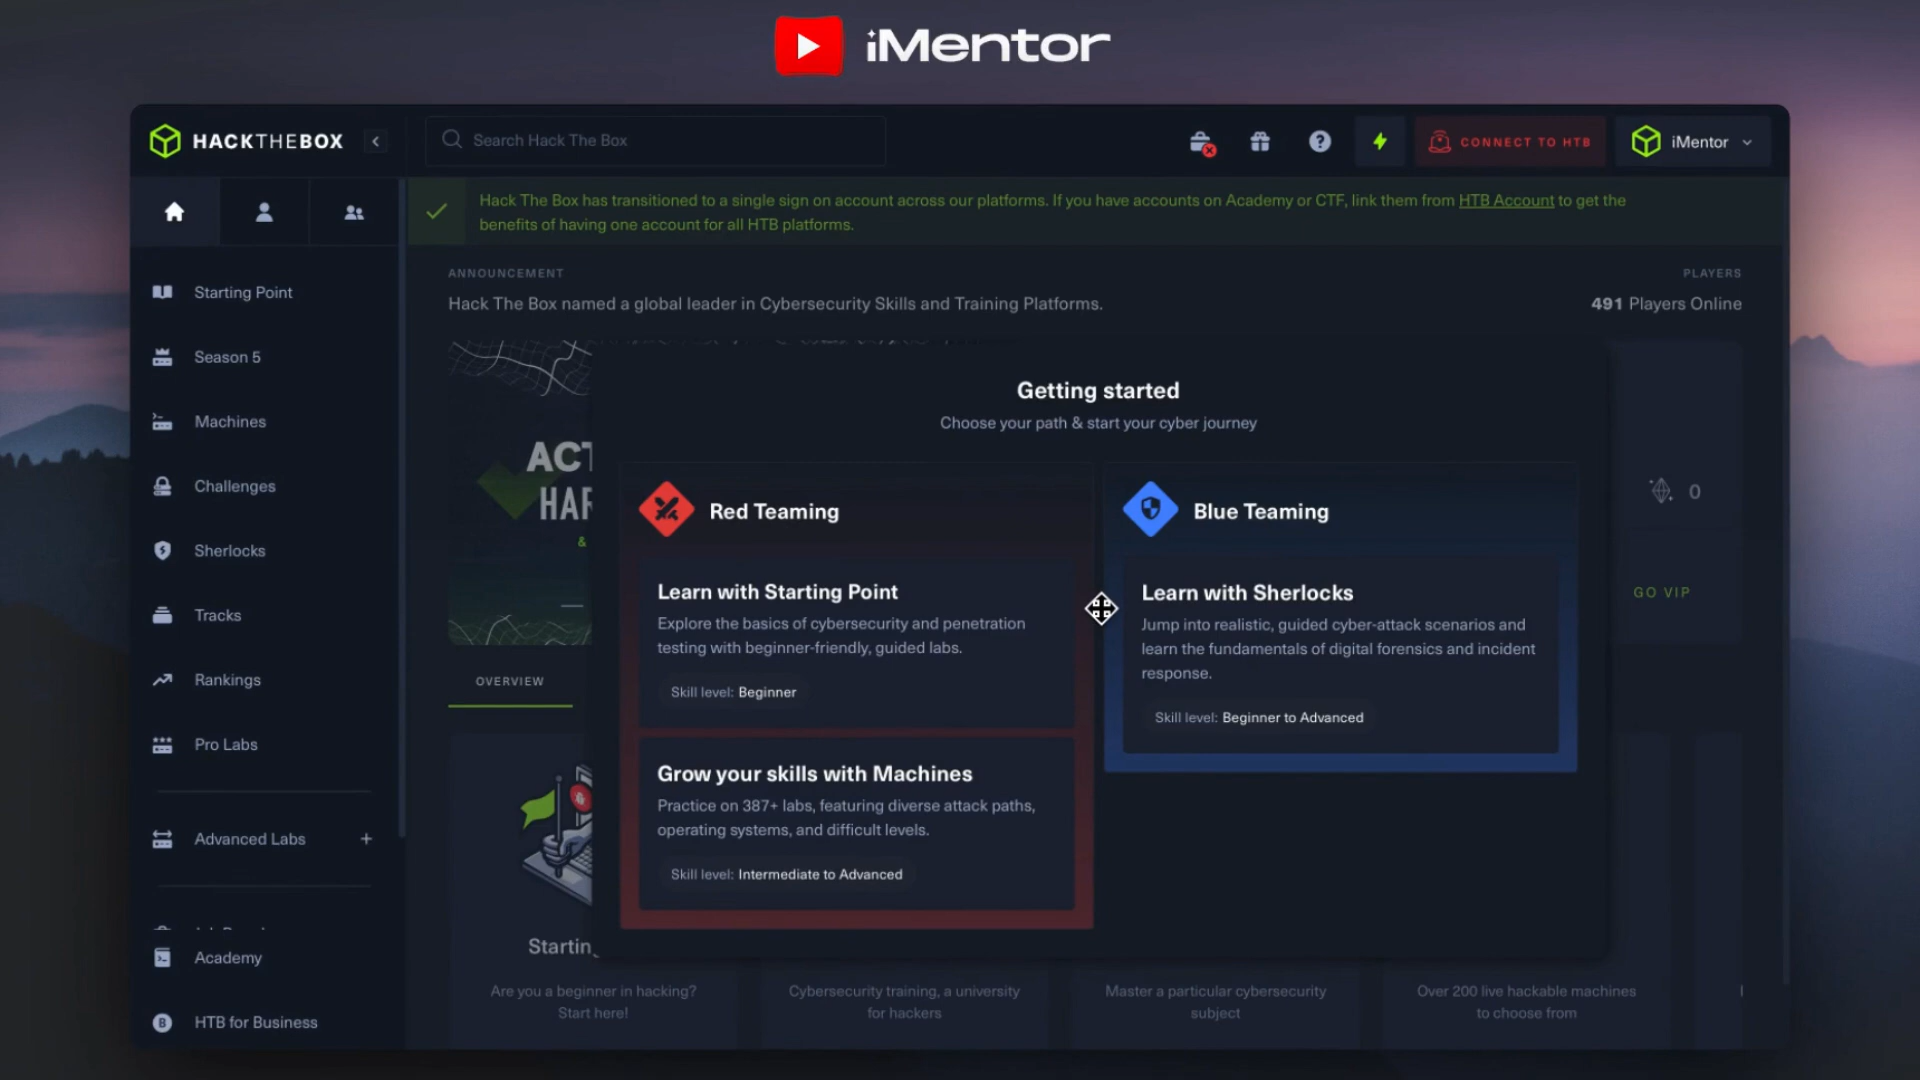 iMentor
HACKTHEBOX
Search Hack The Box
CONNECT TO HTB
iMentor
Hack The Box has transitioned to a single sign on account across our platforms. If you have accounts on Academy or CTF, link them from HTB Account to get the
benefits of having one account for all HTB platforms.
Starting Point
Season 5
Machines
Challenges
Sherlocks
Tracks
Rankings
Pro Labs
Advanced Labs +
Academy
HTB for Business
ANNOUNCEMENT
Hack The Box named a global leader in Cybersecurity Skills and Training Platforms.
PLAYERS
491 Players Online
&
OVERVIEW
Getting started
Choose your path & start your cyber journey
Red Teaming
Learn with Starting Point
Explore the basics of cybersecurity and penetration
testing with beginner-friendly, guided labs.
Skill level: Beginner
Grow your skills with Machines
Practice on 387+ labs, featuring diverse attack paths,
operating systems, and difficult levels.
Skill level: Intermediate to Advanced
Blue Teaming
Learn with Sherlocks
Jump into realistic, guided cyber-attack scenarios and
learn the fundamentals of digital forensics and incident
response.
Skill level: Beginner to Advanced
0
GO VIP
Are you a beginner in hacking?
Start here!
Cybersecurity training, a university
for hackers
Master a particular cybersecurity
subject
Over 200 live hackable machines
to choose from